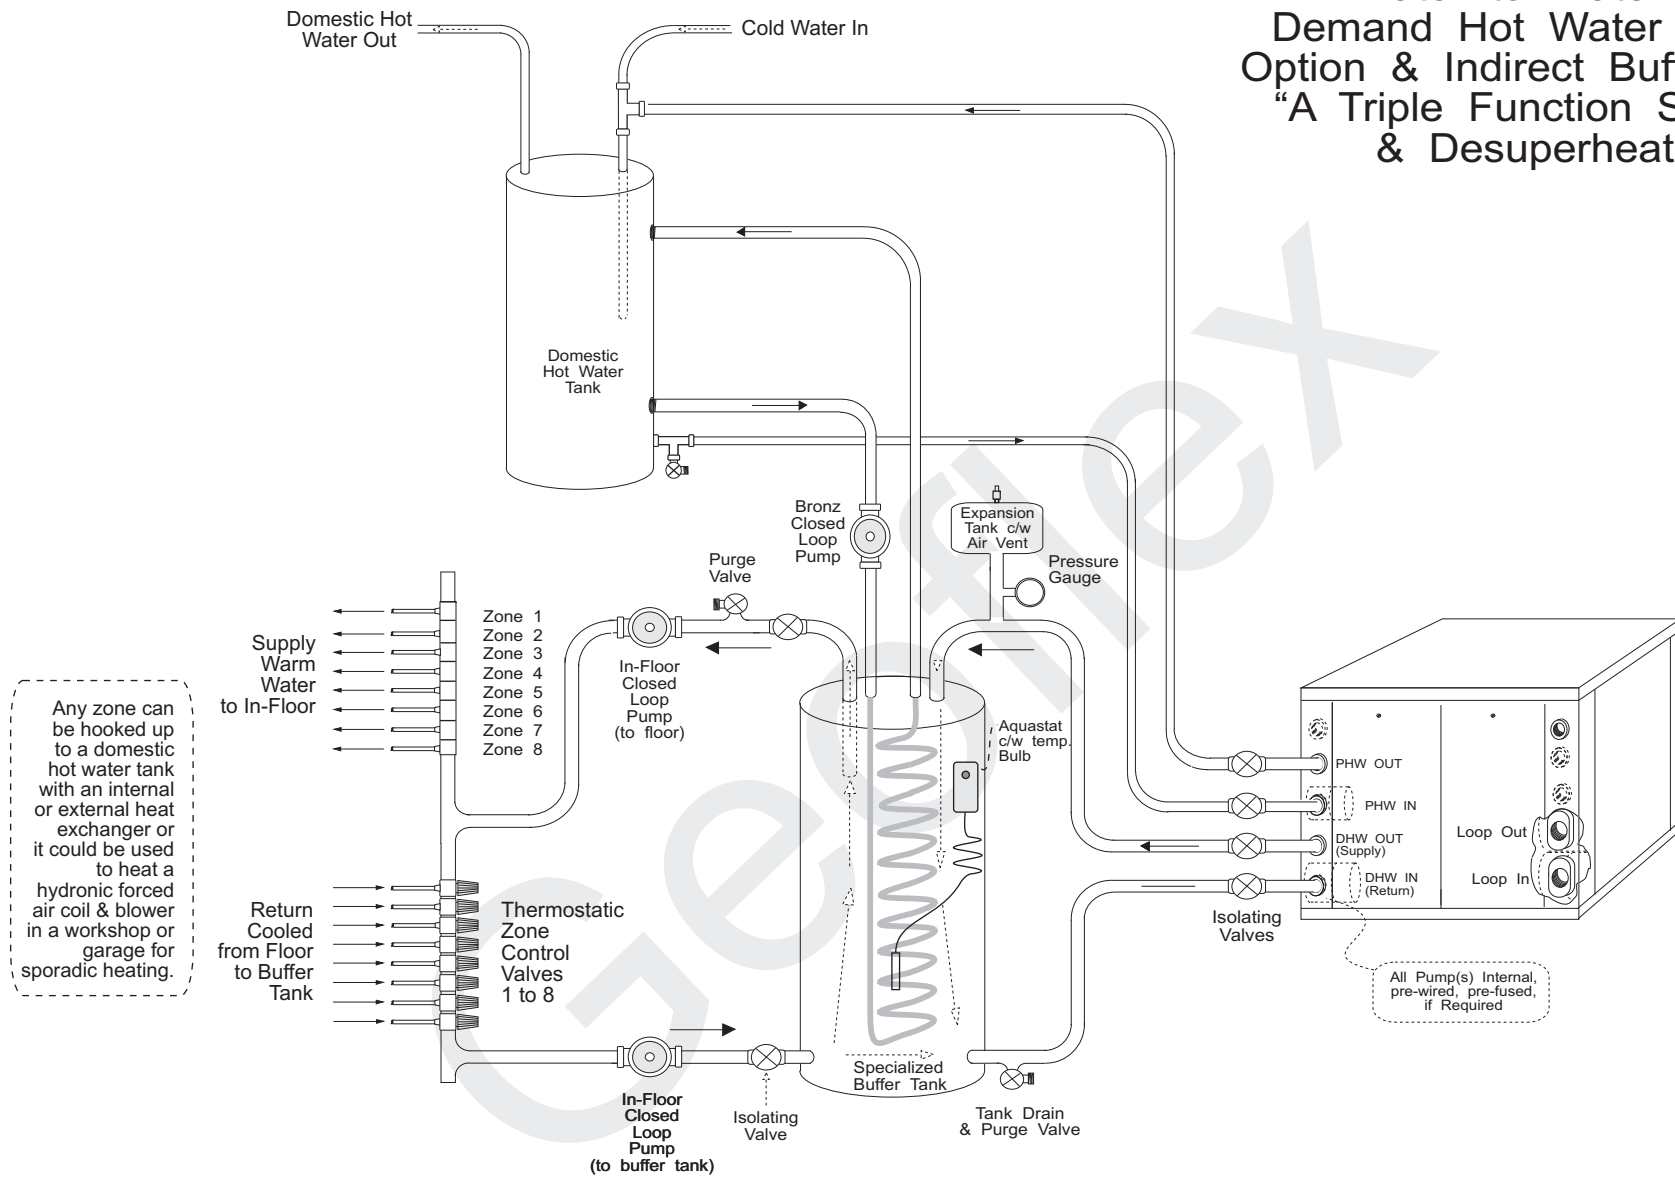 Demand Hot Water
Option & Indirect
“A Triple Function
&
Domestic Hot
Water Out
Cold Water In
Domestic
Hot Water
Tank
Bronz
Closed
Loop
Pump
Expansion
Tank c/w
Air Vent
Pressure
Gauge
Purge
Valve
Zone 1
Zone 2
Zone 3
Zone 4
Zone 5
Zone 6
Zone 7
Zone 8
Supply
Warm
Water
to In-Floor
In-Floor
Closed
Loop
Pump
(to floor)
Any zone can
be hooked up
to a domestic
hot water tank
with an internal
or external heat
exchanger or
it could be used
to heat a
hydronic forced
air coil & blower
in a workshop or
garage for
sporadic heating.
Aquastat
c/w temp.
Bulb
PHW OUT
PHW IN
DHW OUT
(Supply)
DHW IN
(Return)
Loop Out
Loop In
Isolating
Valves
All Pump(s) Internal,
pre-wired, pre-fused,
if Required
Return
Cooled
from Floor
to Buffer
Tank
Thermostatic
Zone
Control
Valves
1 to 8
Specialized
Buffer Tank
In-Floor
Closed
Loop
Pump
(to buffer tank)
Isolating
Valve
Tank Drain
& Purge Valve
Geoflex